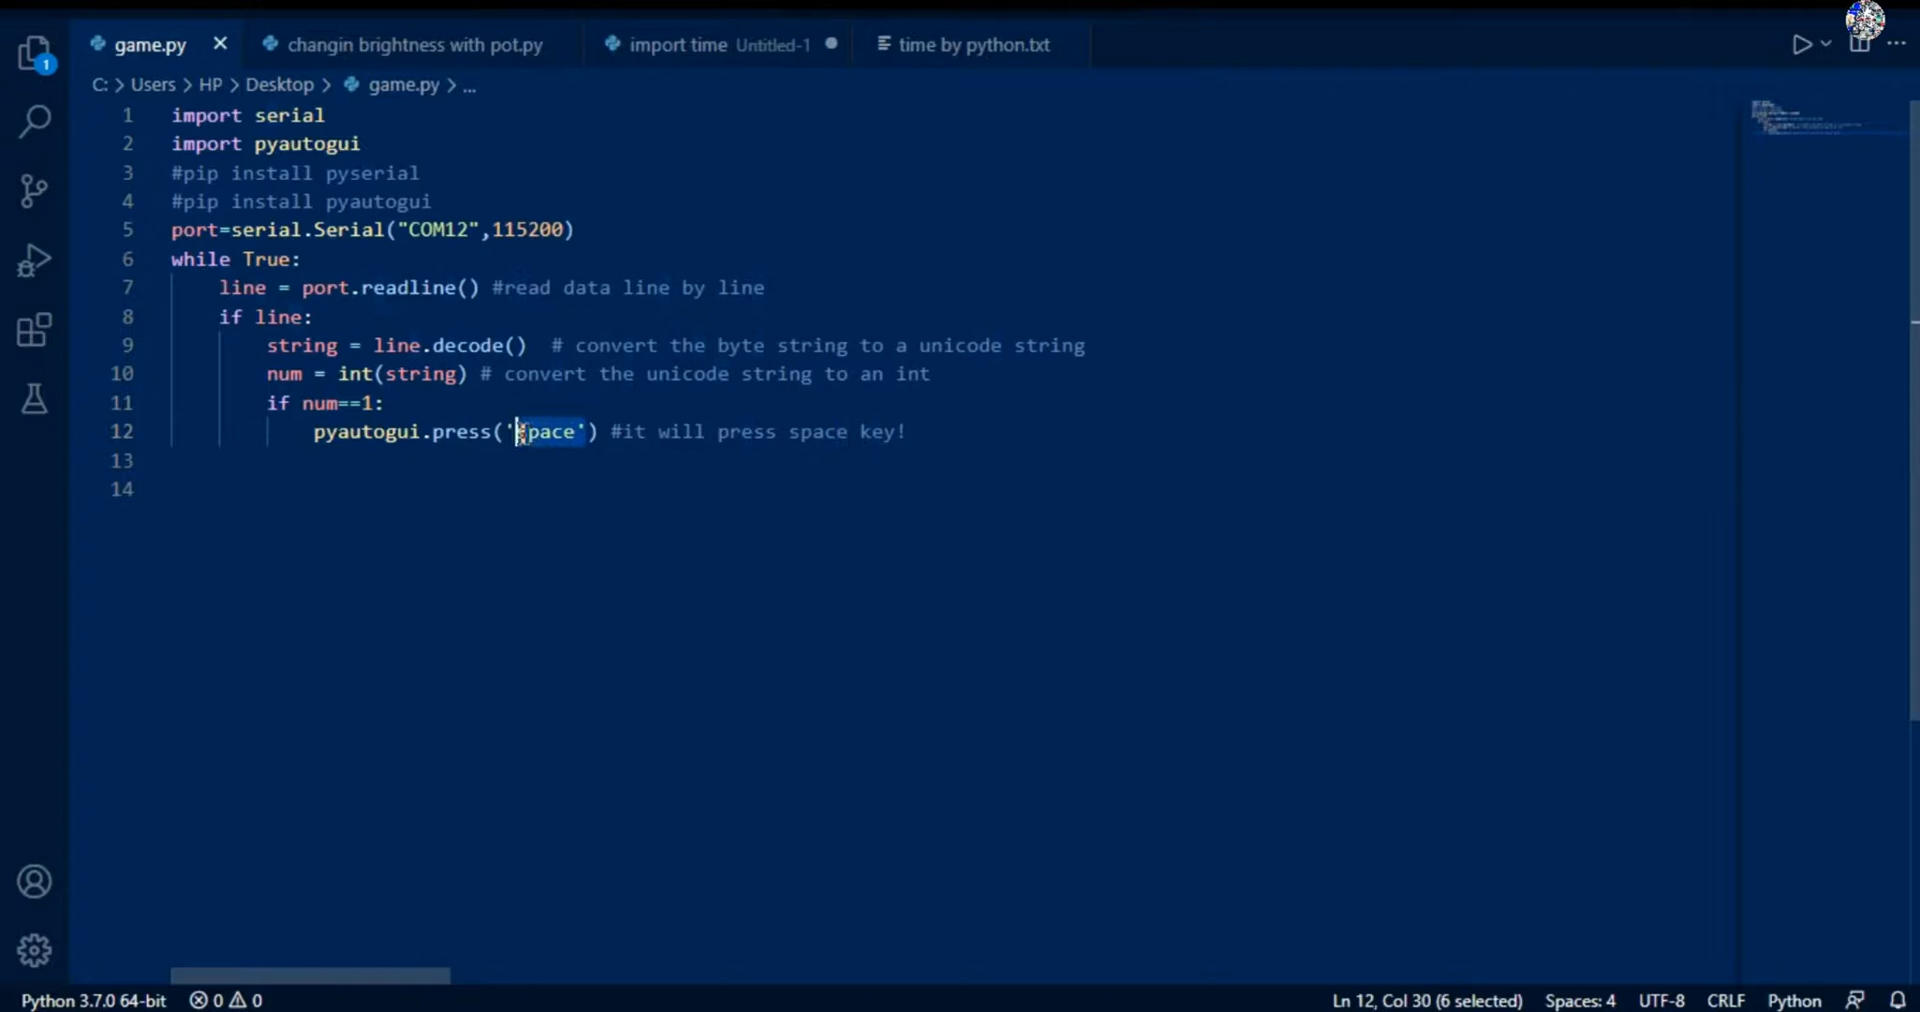 1
game.py
changin brightness with pot.py
import time Untitled-1
time by python.txt
C: > Users > HP > Desktop > game.py > ...
1 import serial
2 import pyautogui
3 #pip install pyserial
4 #pip install pyautogui
5 port=serial.Serial("COM12",115200)
6 while True:
7 line = port.readline() #read data line by line
8 if line:
9 string = line.decode()  # convert the byte string to a unicode string
10 num = int(string) # convert the unicode string to an int
11 if num==1:
12 pyautogui.press('space') #it will press space key!
13
14
Python 3.7.0 64-bit 0 0 Ln 12, Col 30 (6 selected) Spaces: 4 UTF-8 CRLF Python